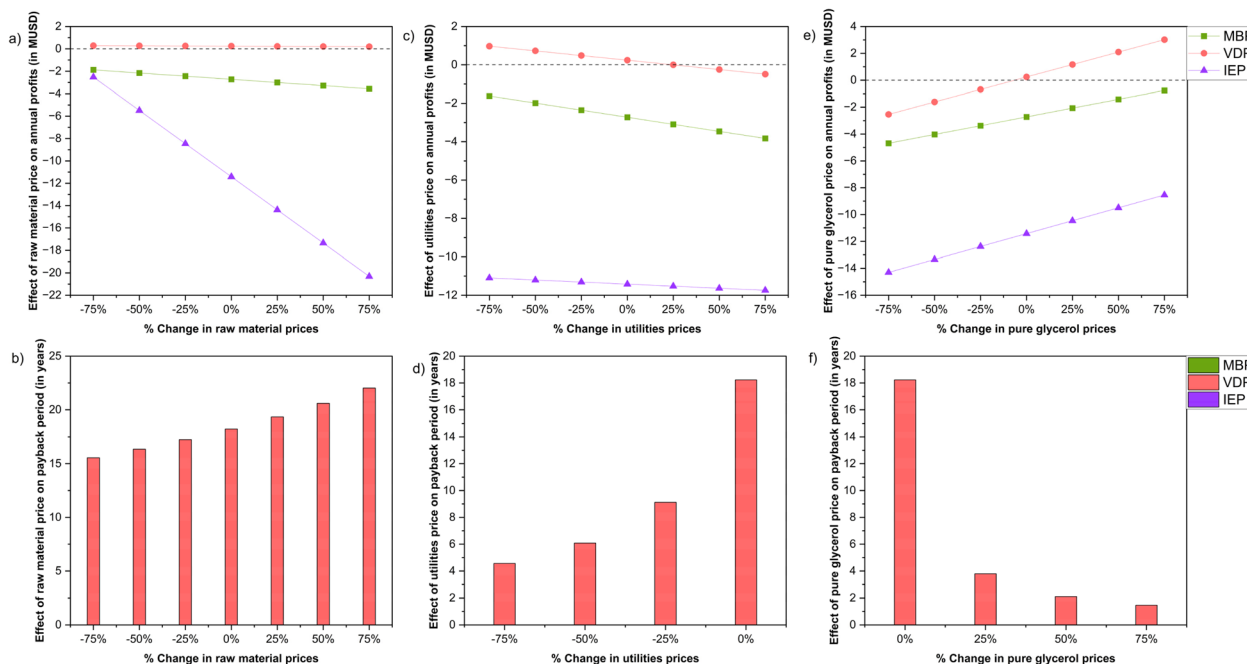 a)
Effect of raw material price on annual profits (in MUSD)
2
0
−2
−4
−6
−8
−10
−12
−14
−16
−18
−20
−22
-75% -50% -25% 0% 25% 50% 75%
% Change in raw material prices
c)
Effect of utilities price on annual profits (in MUSD)
2
0
−2
−4
−6
−8
−10
−12
-75% -50% -25% 0% 25% 50% 75%
% Change in utilities prices
e)
Effect of pure glycerol price on annual profits (in MUSD)
4
2
0
−2
−4
−6
−8
−10
−12
−14
−16
-75% -50% -25% 0% 25% 50% 75%
% Change in pure glycerol prices
MBP
VDP
IEP
b)
Effect of raw material price on payback period (in years)
25
20
15
10
5
0
-75% -50% -25% 0% 25% 50% 75%
% Change in raw material prices
d)
Effect of utilities price on payback period (in years)
20
18
16
14
12
10
8
6
4
2
0
-75% -50% -25% 0%
% Change in utilities prices
f)
Effect of pure glycerol price on payback period (in years)
20
18
16
14
12
10
8
6
4
2
0
0% 25% 50% 75%
% Change in pure glycerol prices
MBP
VDP
IEP